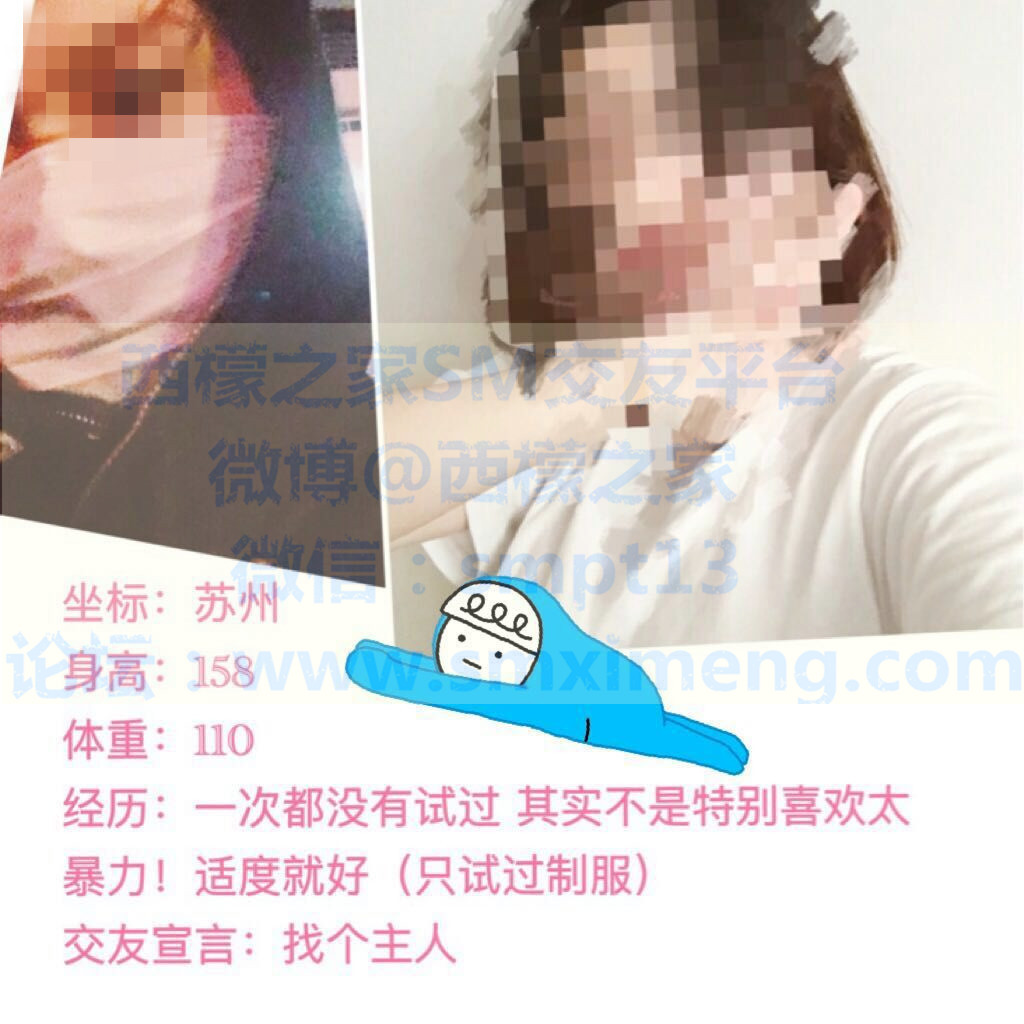 西檬之家SM交友平台
微博@西檬之家
微信：smpt13
坐标：苏州
论坛：www.smximeng.com
身高：158
体重：110
经历：一次都没有试过 其实不是特别喜欢太
暴力！适度就好（只试过制服）
交友宣言：找个主人